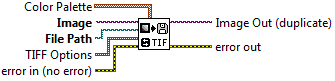 Color Palette
Image
File Path
TIFF Options
error in (no error)
TIF
Image Out (duplicate)
error out